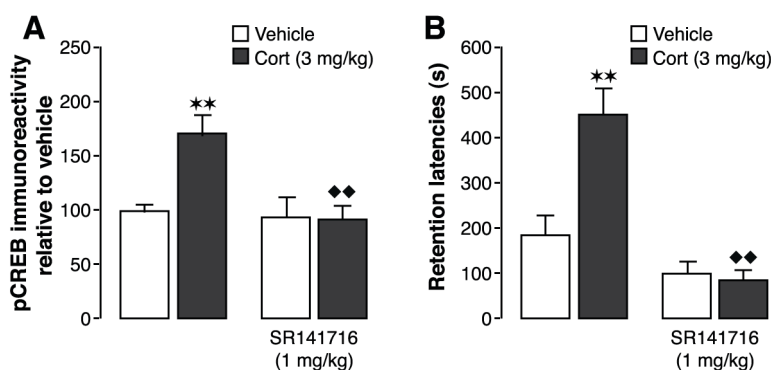 A
Vehicle
Cort (3 mg/kg)
pCREB immunoreactivity
relative to vehicle
250
200
150
100
50
0
✶✶
◆◆
SR141716
(1 mg/kg)
B
Vehicle
Cort (3 mg/kg)
Retention latencies (s)
600
500
400
300
200
100
0
✶✶
◆◆
SR141716
(1 mg/kg)